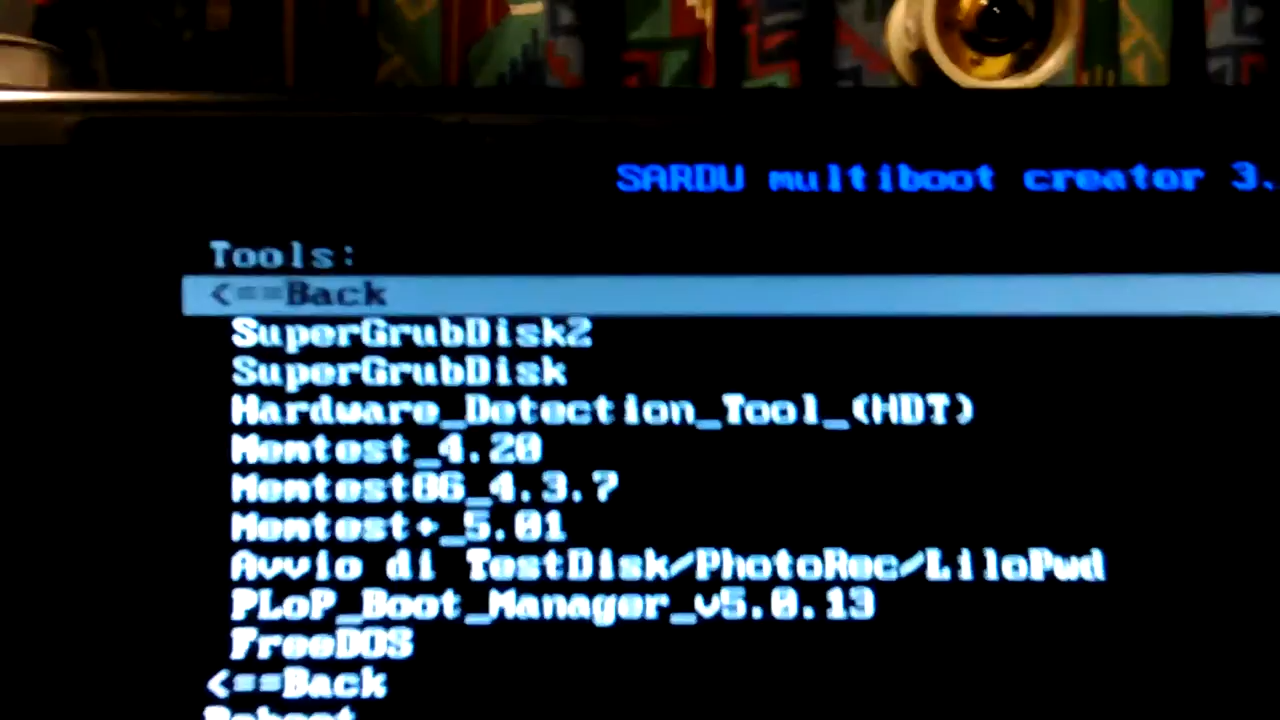 SARDU multiboot creator 3.
Tools:
<==Back
SuperGrubDisk2
SuperGrubDisk
Hardware_Detection_Tool_(HDT)
Memtest_4.20
Memtest86_4.3.7
Memtest+_5.01
Avvio di TestDisk/PhotoRec/LiloPwd
PLoP_Boot_Manager_v5.0.13
FreeDOS
<==Back
Reboot